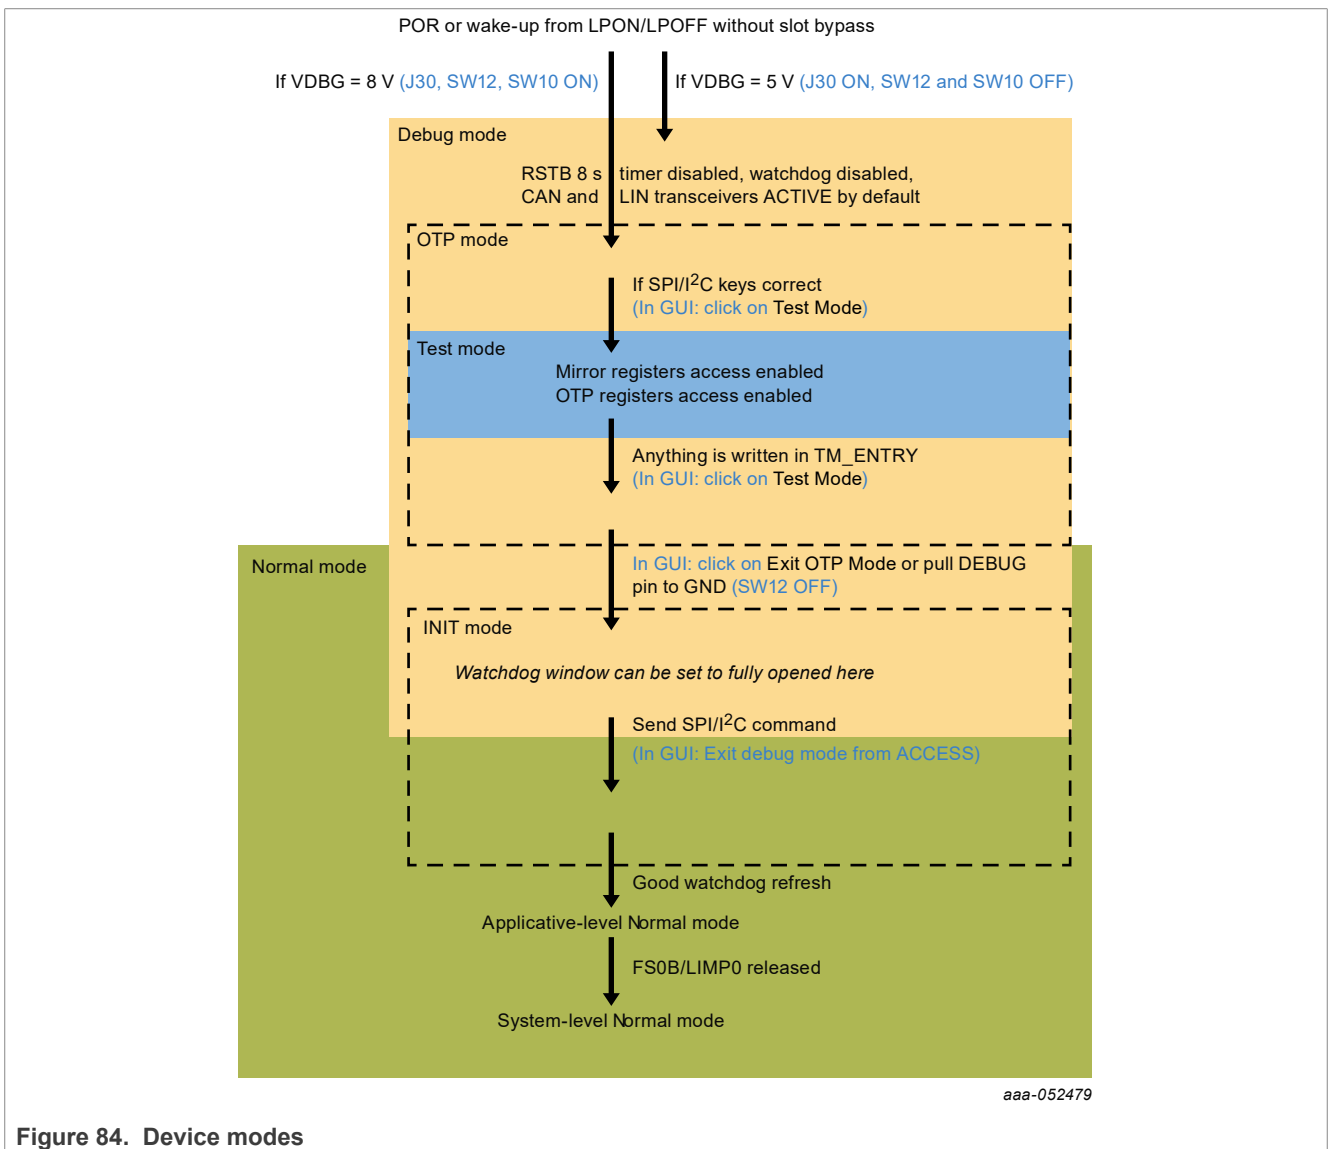 POR or wake-up from LPON/LPOFF without slot bypass
If VDBG = 8 V (J30, SW12, SW10 ON)
If VDBG = 5 V (J30 ON, SW12 and SW10 OFF)
Debug mode
RSTB 8 s timer disabled, watchdog disabled,
CAN and LIN transceivers ACTIVE by default
OTP mode
If SPI/I2C keys correct
(In GUI: click on Test Mode)
Test mode
Mirror registers access enabled
OTP registers access enabled
Anything is written in TM_ENTRY
(In GUI: click on Test Mode)
Normal mode
In GUI: click on Exit OTP Mode or pull DEBUG
pin to GND (SW12 OFF)
INIT mode
Watchdog window can be set to fully opened here
Send SPI/I2C command
(In GUI: Exit debug mode from ACCESS)
Good watchdog refresh
Applicative-level Normal mode
FS0B/LIMP0 released
System-level Normal mode
aaa-052479
Figure 84. Device modes